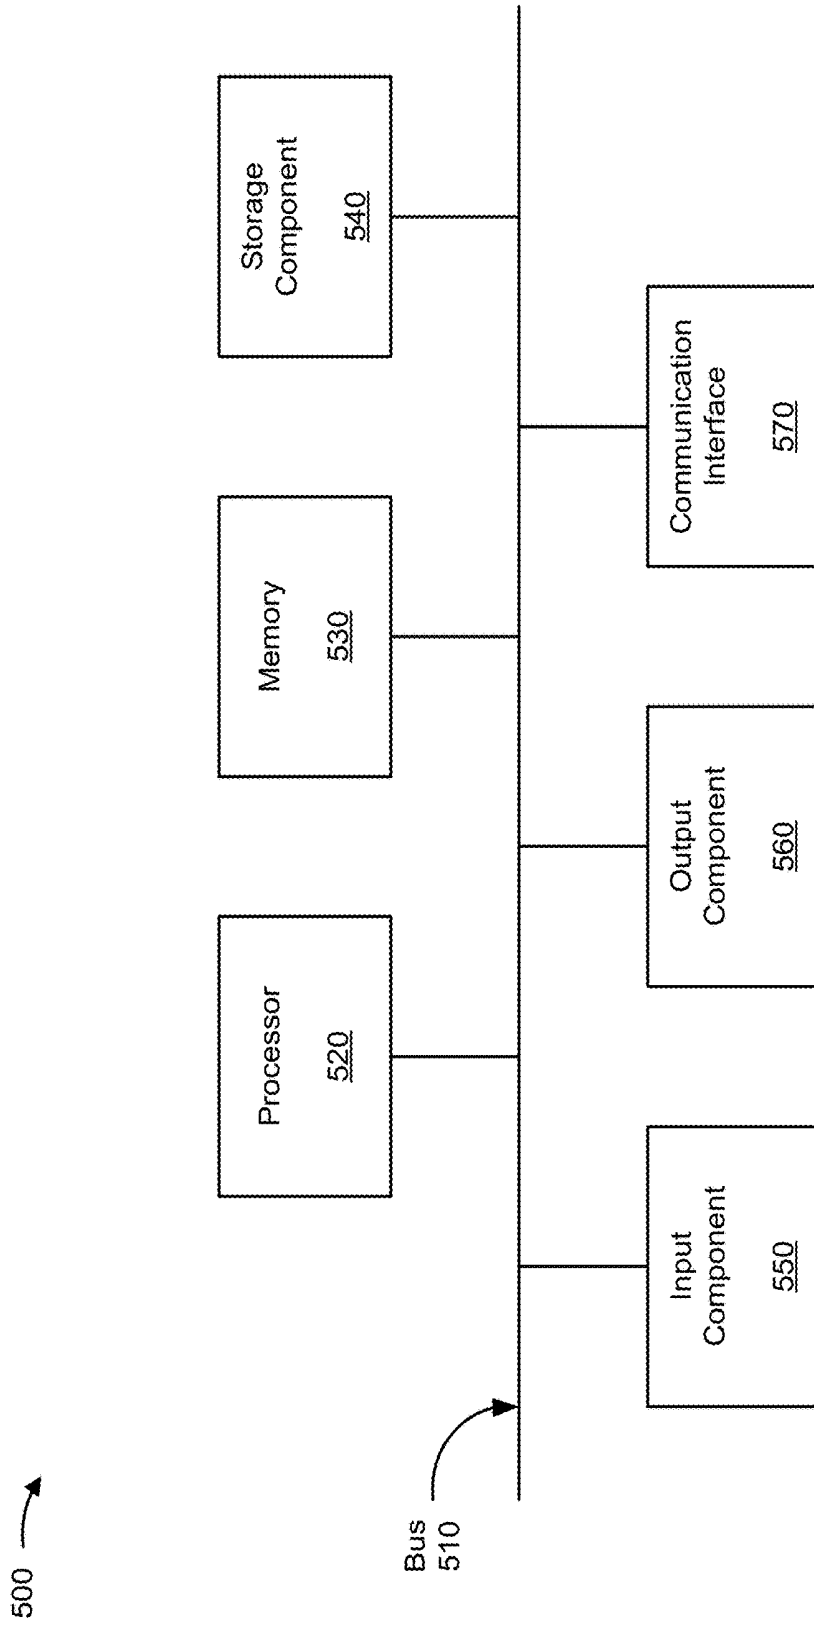 500
Bus
510
Processor
520
Memory
530
Storage
Component
540
Input
Component
550
Output
Component
560
Communication
Interface
570